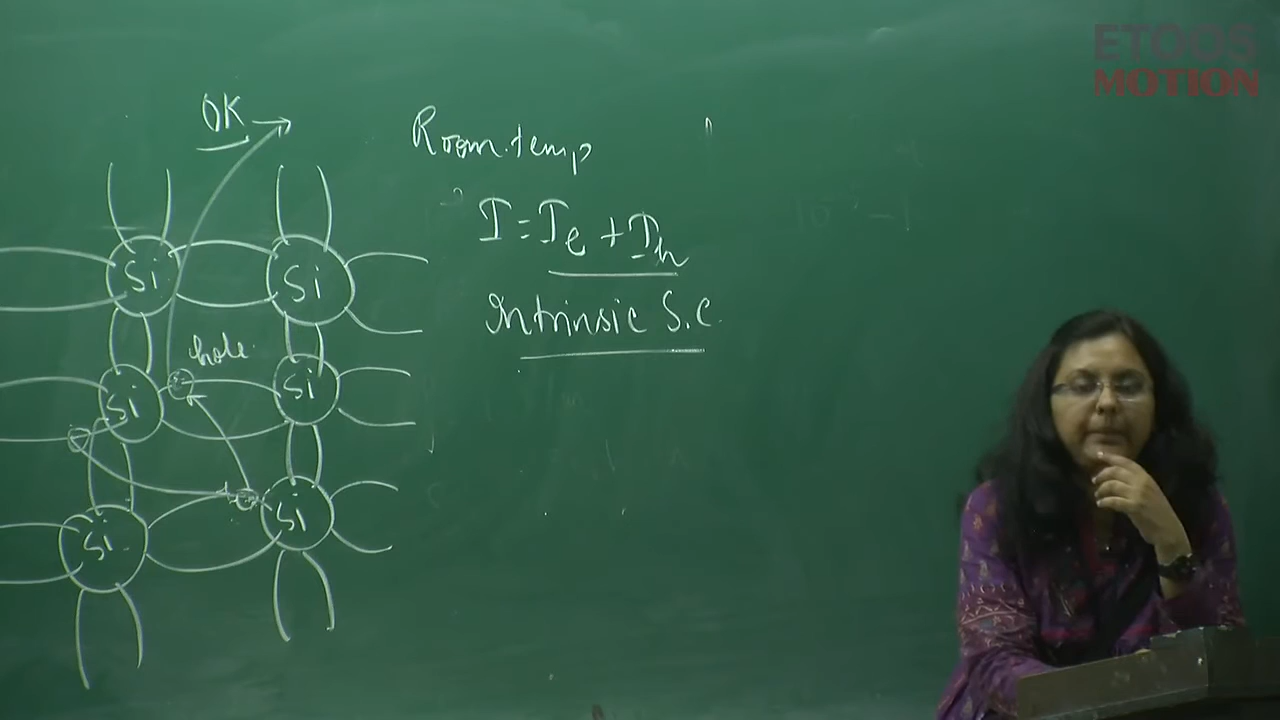 ETOOS
MOTION
0K
Room temp
I = Ie + Ih
Intrinsic S.C.
Si Si
hole
Si Si
Si Si